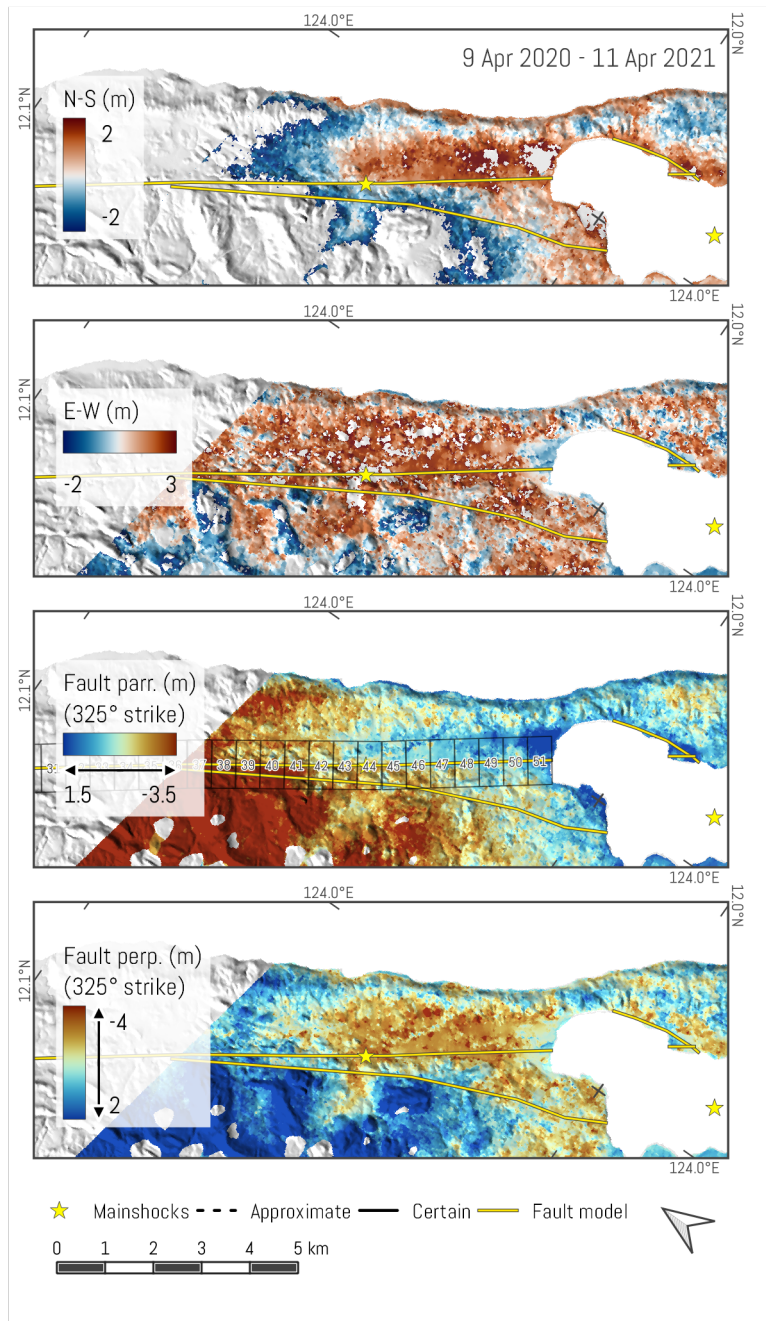 124.0°E
12.0°N
9 Apr 2020 - 11 Apr 2021
12.1°N
N-S (m)
2
-2
124.0°E
124.0°E
12.0°N
12.1°N
E-W (m)
-2 3
124.0°E
124.0°E
12.0°N
12.1°N
Fault parr. (m)
(325° strike)
1.5 -3.5
37 38 39 40 41 42 43 44 45 46 47 48 49 50 51
124.0°E
124.0°E
12.0°N
12.1°N
Fault perp. (m)
(325° strike)
-4
2
124.0°E
Mainshocks Approximate Certain Fault model
0 1 2 3 4 5 km